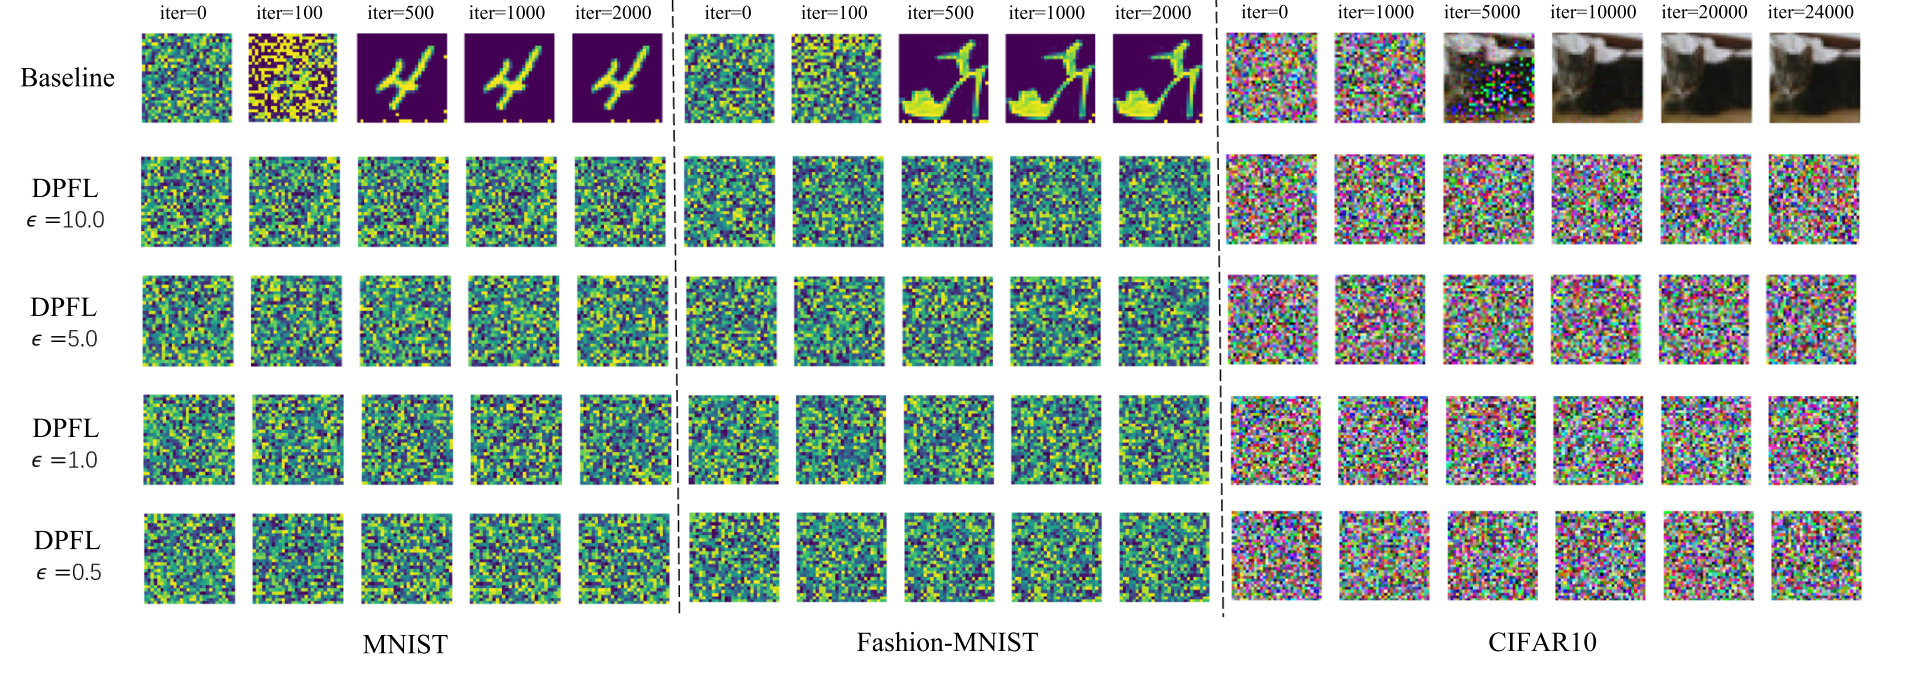 iter=0 iter=100 iter=500 iter=1000 iter=2000 iter=0 iter=100 iter=500 iter=1000 iter=2000 iter=0 iter=1000 iter=5000 iter=10000 iter=20000 iter=24000
Baseline
DPFL
ϵ =10.0
DPFL
ϵ =5.0
DPFL
ϵ =1.0
DPFL
ϵ =0.5
MNIST Fashion-MNIST CIFAR10